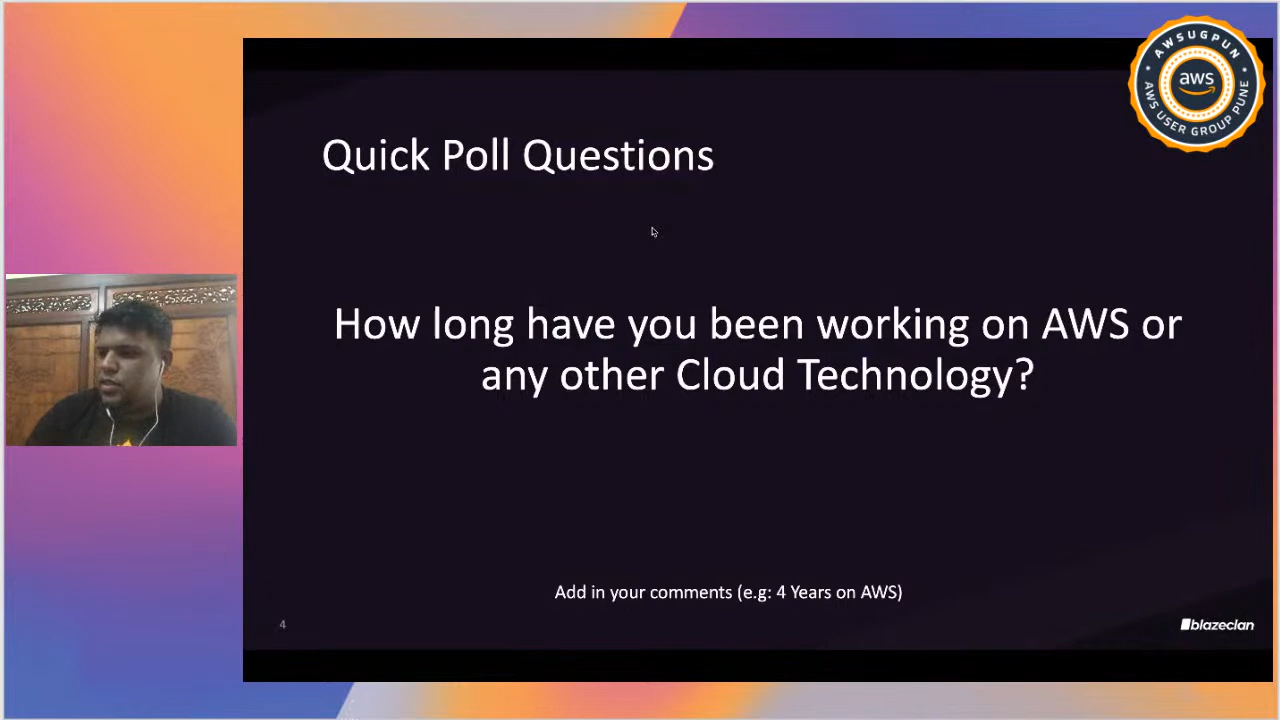 AWSUGPUN
aws
AWS USER GROUP PUNE
Quick Poll Questions
How long have you been working on AWS or
any other Cloud Technology?
Add in your comments (e.g: 4 Years on AWS)
4
blazeclan